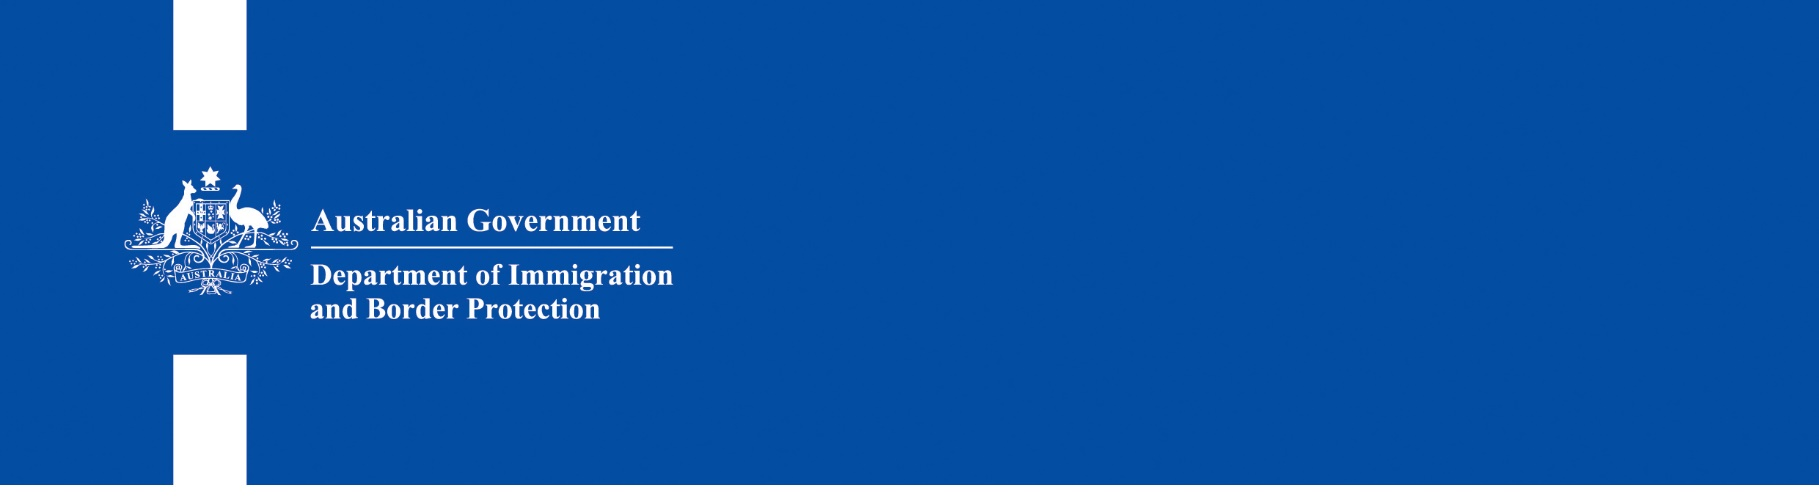 Australian Government
Department of Immigration
and Border Protection
AUSTRALIA